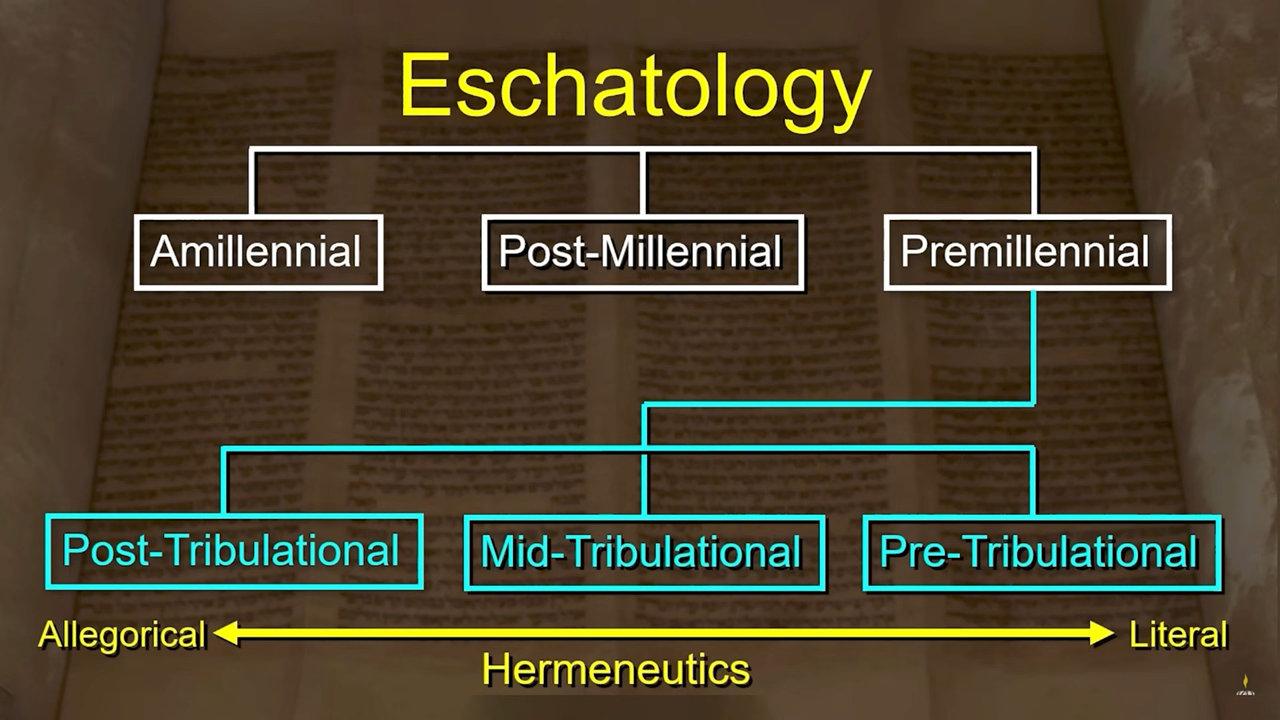 Eschatology
Amillennial
Post-Millennial
Premillennial
Post-Tribulational
Mid-Tribulational
Pre-Tribulational
Allegorical
Literal
Hermeneutics